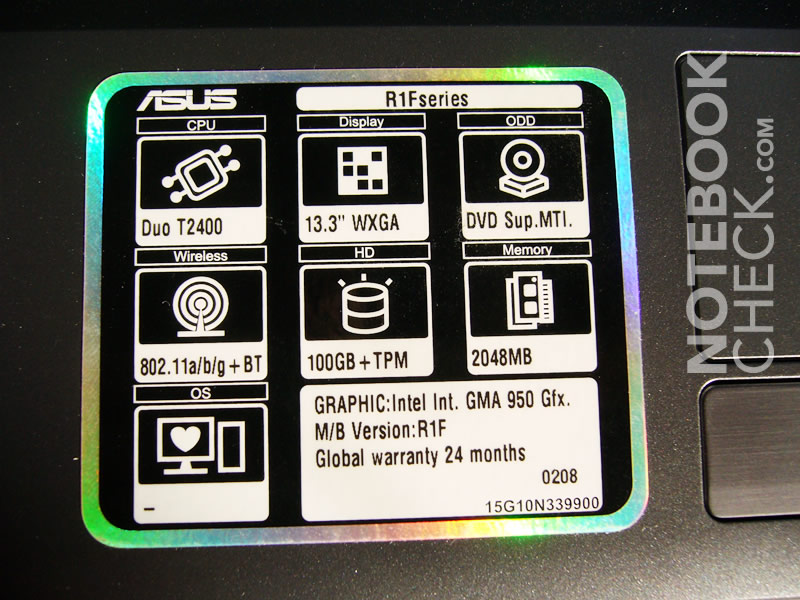 ASUS R1Fseries
CPU Display ODD
Duo T2400 13.3" WXGA DVD Sup.MTI.
Wireless HD Memory
802.11a/b/g+BT 100GB+TPM 2048MB
OS
–
GRAPHIC:Intel Int. GMA 950 Gfx.
M/B Version:R1F
Global warranty 24 months
0208
15G10N339900
NOTEBOOK
CHECK.COM